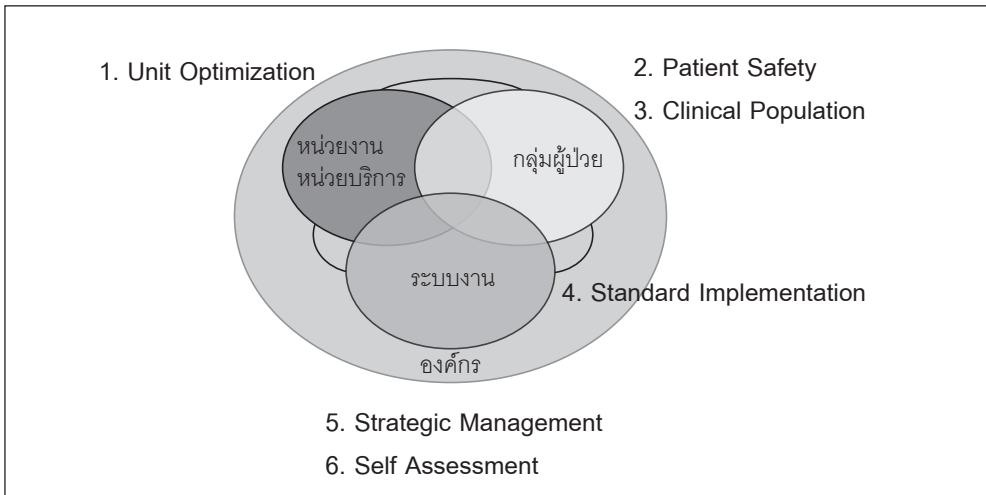 1. Unit Optimization
2. Patient Safety
3. Clinical Population
หน่วยงาน
หน่วยบริการ
กลุ่มผู้ป่วย
ระบบงาน
4. Standard Implementation
องค์กร
5. Strategic Management
6. Self Assessment